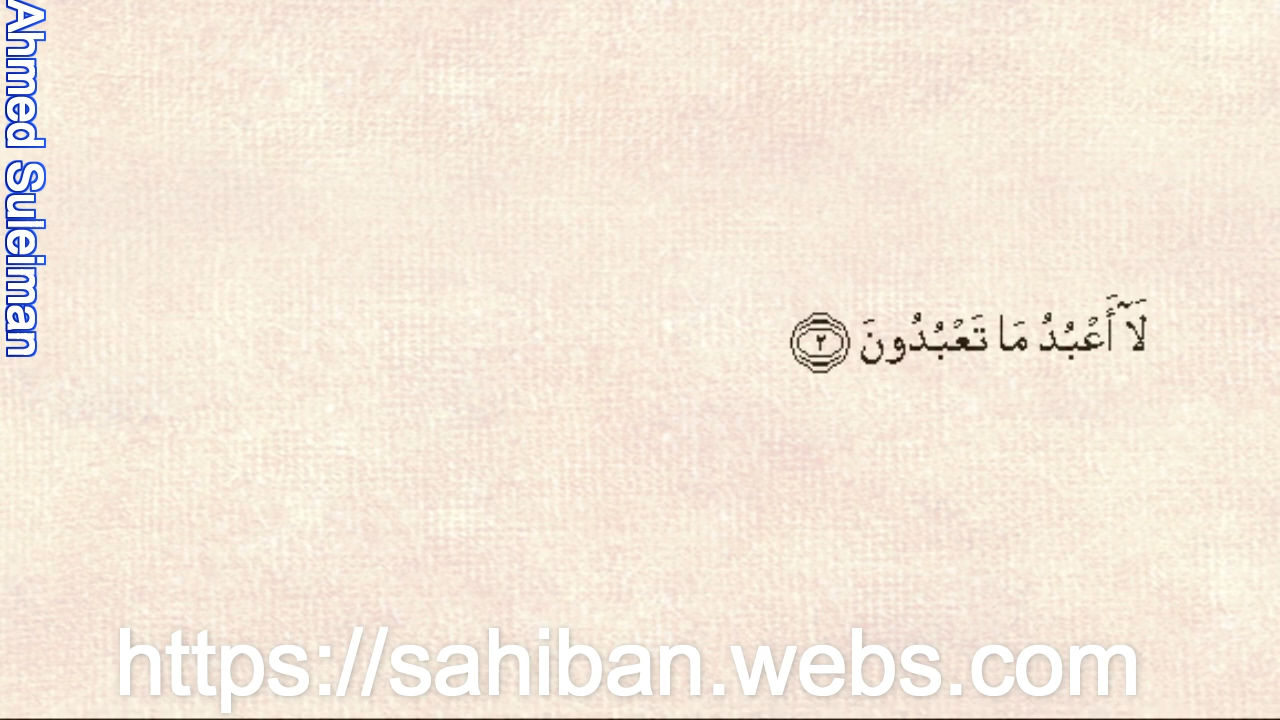 Ahmed Suleiman
لَآ أَعْبُدُ مَا تَعْبُدُونَ ٢
https://sahiban.webs.com